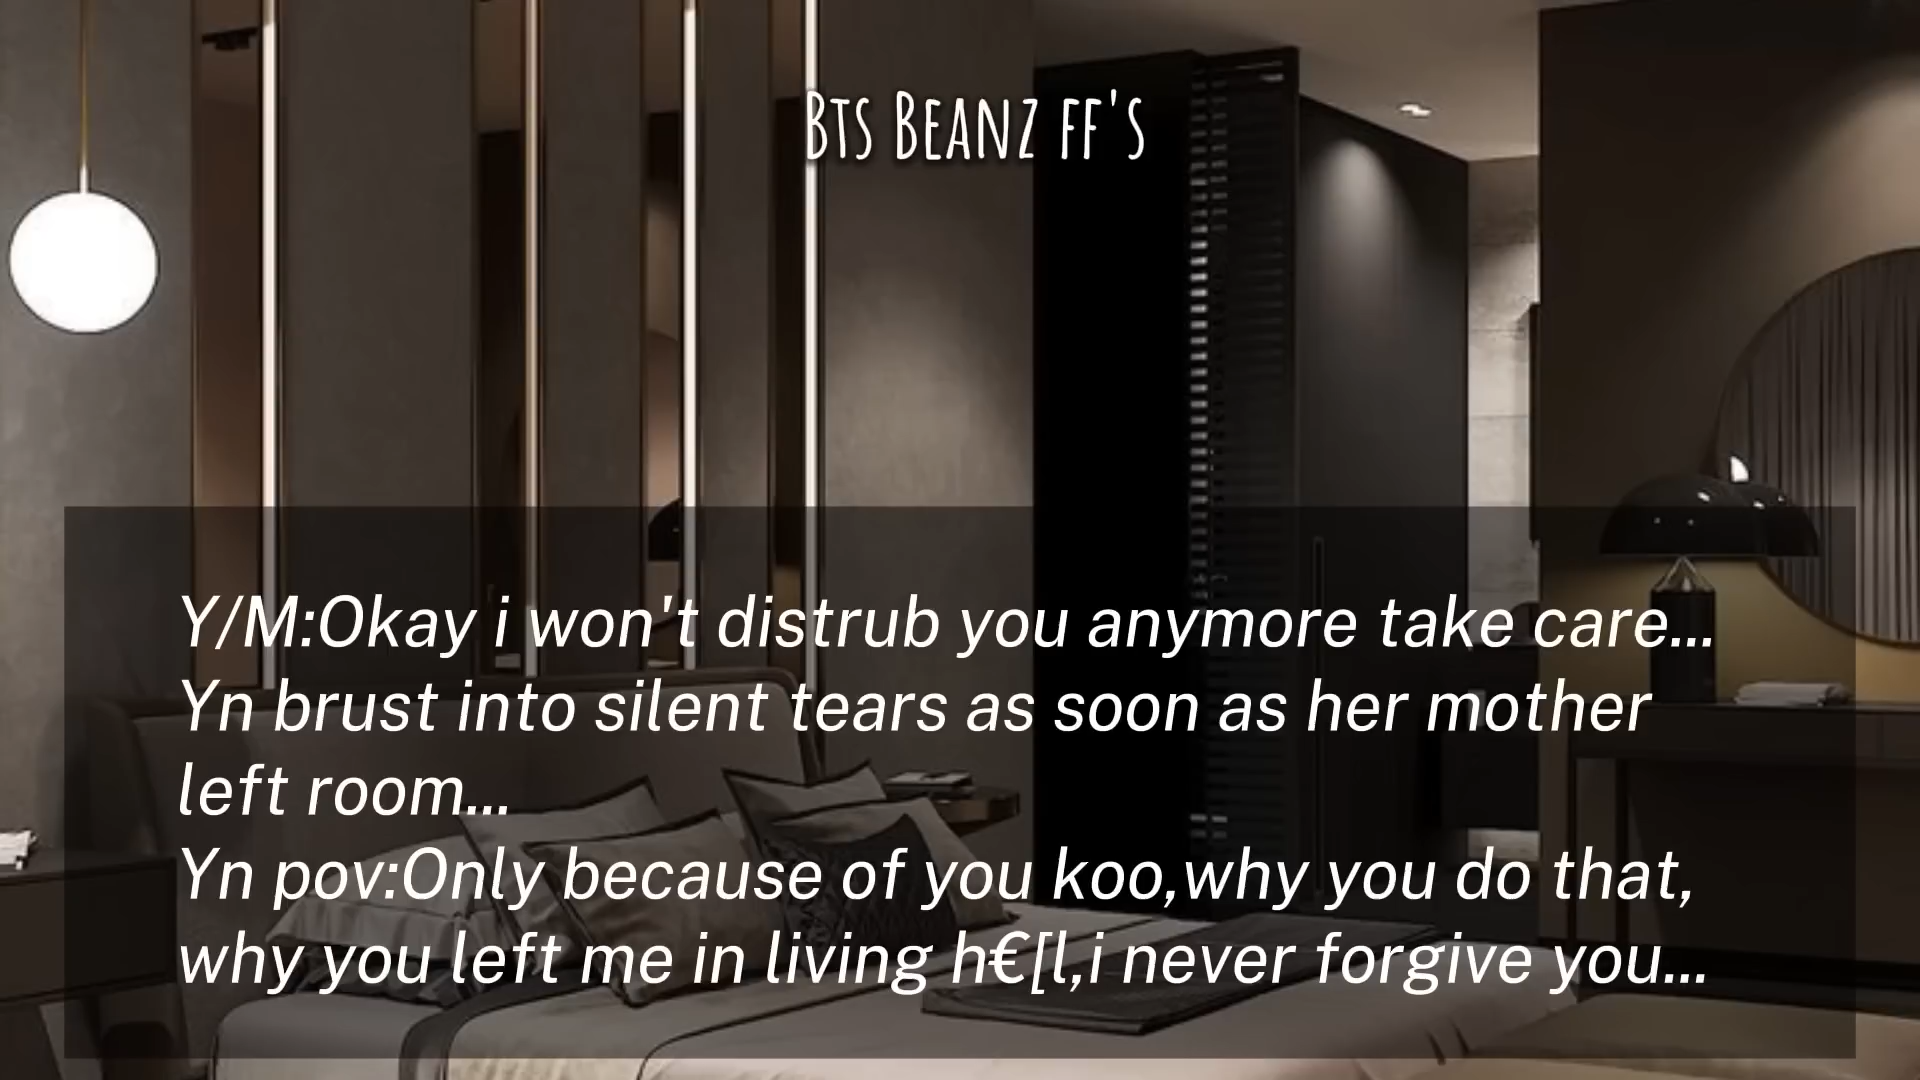 Bts Beanz ff's
Y/M:Okay i won't distrub you anymore take care...
Yn brust into silent tears as soon as her mother
left room...
Yn pov:Only because of you koo,why you do that,
why you left me in living h€[l,i never forgive you...